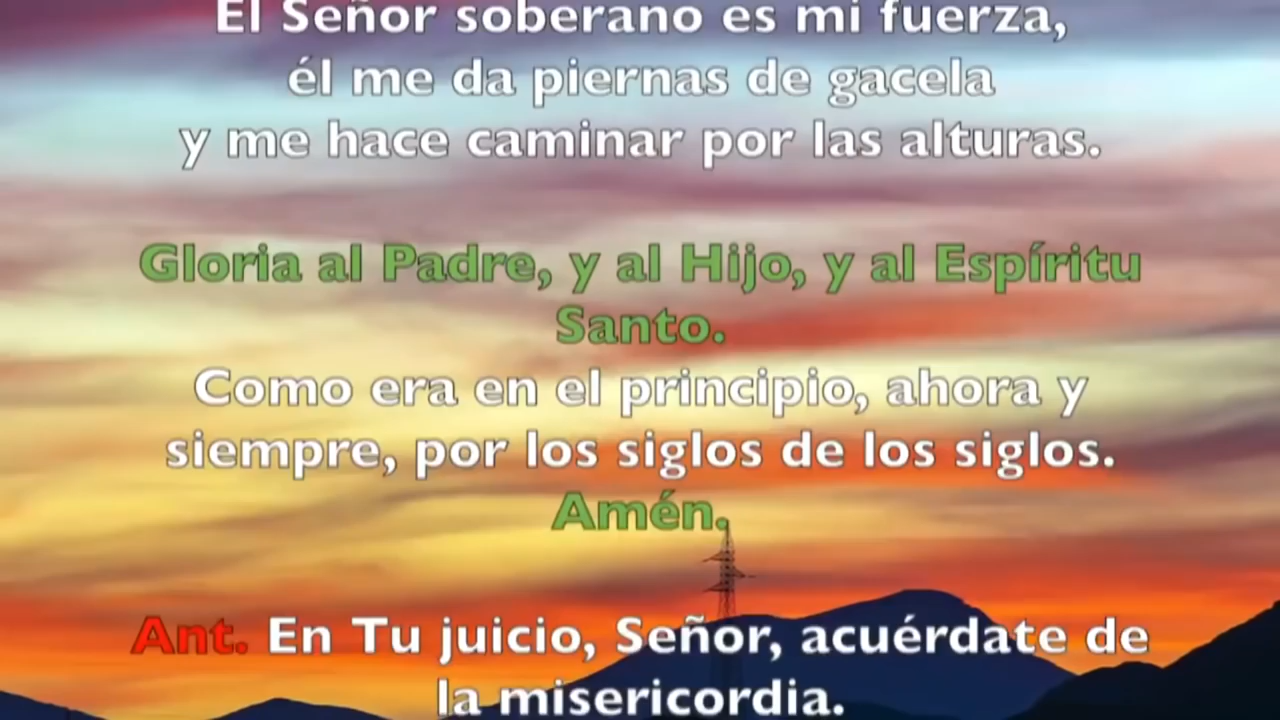 El Señor soberano es mi fuerza,
él me da piernas de gacela
y me hace caminar por las alturas.
Gloria al Padre, y al Hijo, y al Espíritu
Santo.
Como era en el principio, ahora y
siempre, por los siglos de los siglos.
Amén.
Ant. En Tu juicio, Señor, acuérdate de
la misericordia.